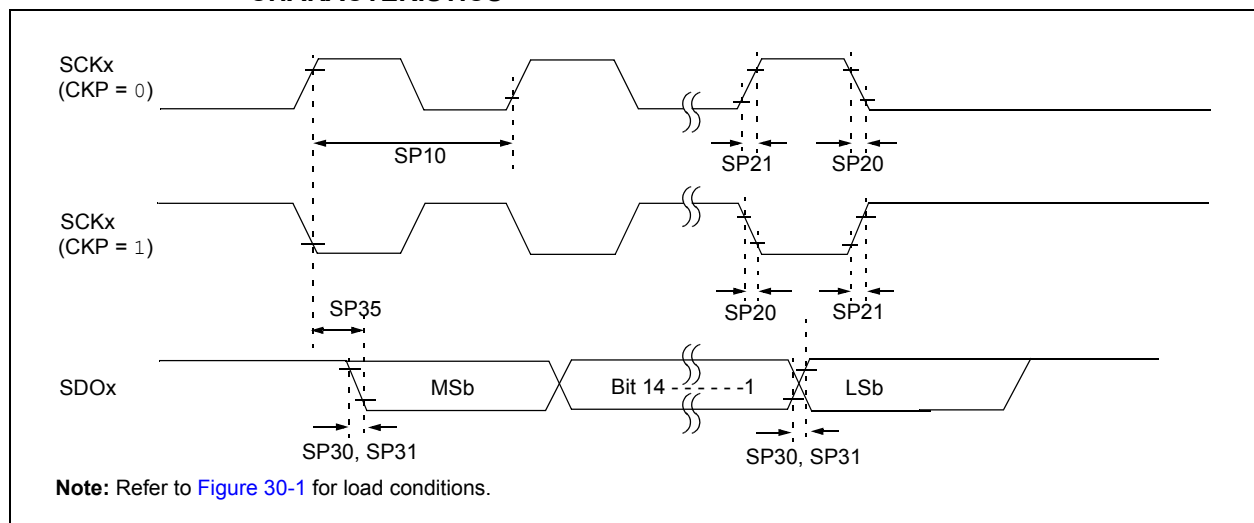 CHARACTERISTICS
SCKx
(CKP = 0)
SP10
SP21
SP20
SCKx
(CKP = 1)
SP35
SP20
SP21
SDOx
MSb
Bit 14 - - - - - -1
LSb
SP30, SP31
SP30, SP31
Note: Refer to Figure 30-1 for load conditions.